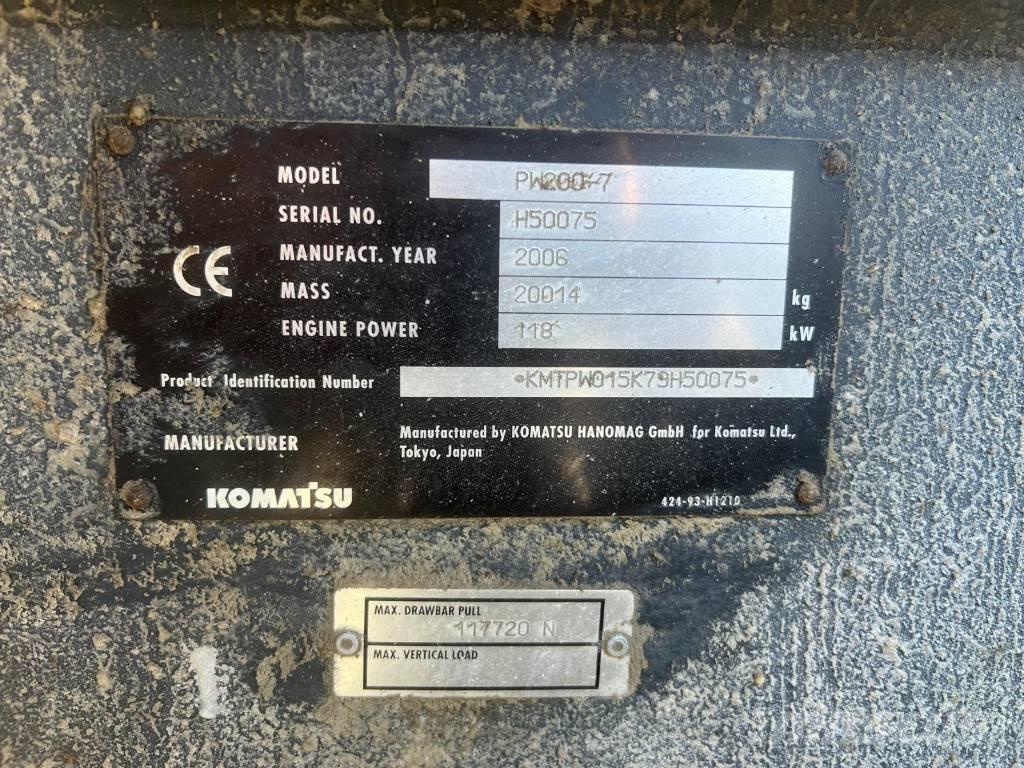 MODEL PW200-7
SERIAL NO. H50075
MANUFACT. YEAR 2006
CE
MASS 20014 kg
ENGINE POWER 118 kW
Product Identification Number *KMTPW015K79H50075*
MANUFACTURER Manufactured by KOMATSU HANOMAG GmbH for Komatsu Ltd.,
Tokyo, Japan
KOMATSU 424-93-H1210
MAX. DRAWBAR PULL
117720 N
MAX. VERTICAL LOAD